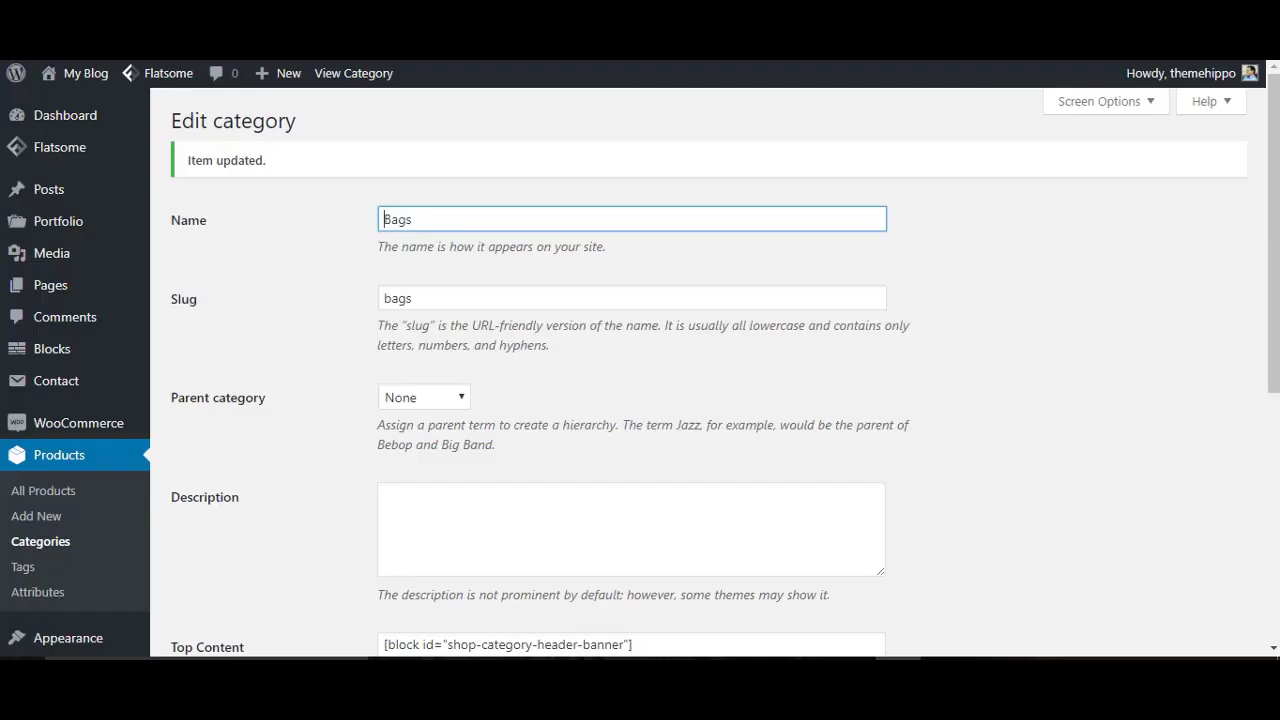 My Blog Flatsome 0 New View Category Howdy, themehippo
Screen Options Help
Dashboard
Flatsome
Posts
Portfolio
Media
Pages
Comments
Blocks
Contact
WooCommerce
Products
All Products
Add New
Categories
Tags
Attributes
Appearance
Edit category
Item updated.
Name
Bags
The name is how it appears on your site.
Slug
bags
The "slug" is the URL-friendly version of the name. It is usually all lowercase and contains only
letters, numbers, and hyphens.
Parent category
None
Assign a parent term to create a hierarchy. The term Jazz, for example, would be the parent of
Bebop and Big Band.
Description
The description is not prominent by default; however, some themes may show it.
Top Content
[block id="shop-category-header-banner"]